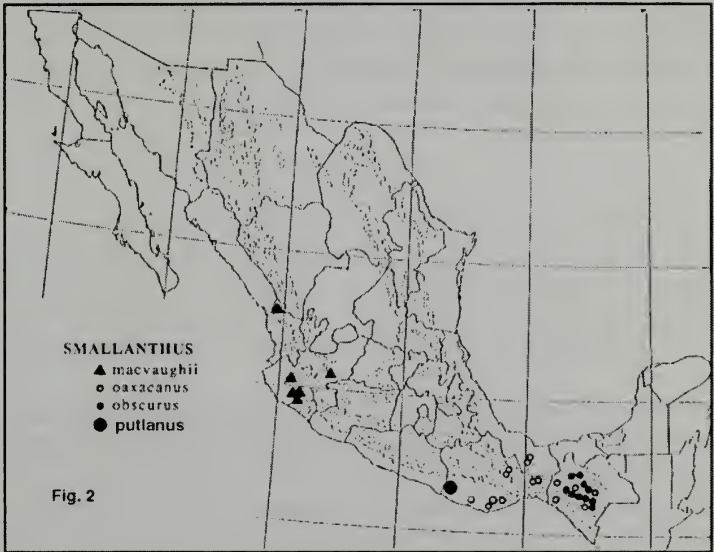 SMALLANTHUS
▲ macvaughii
○ oaxacanus
● obscurus
● putlanus
Fig. 2